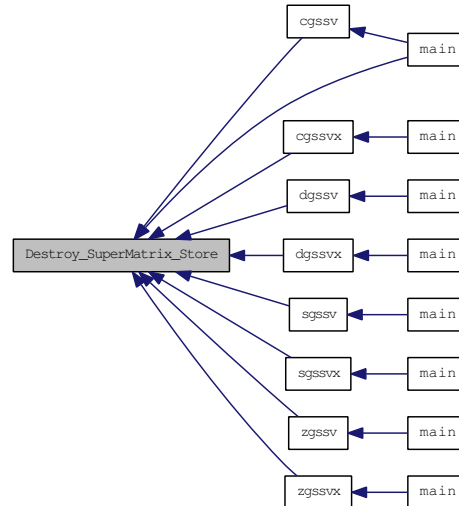 cgssv
main
cgssvx
main
dgssv
main
Destroy_SuperMatrix_Store
dgssvx
main
sgssv
main
sgssvx
main
zgssv
main
zgssvx
main